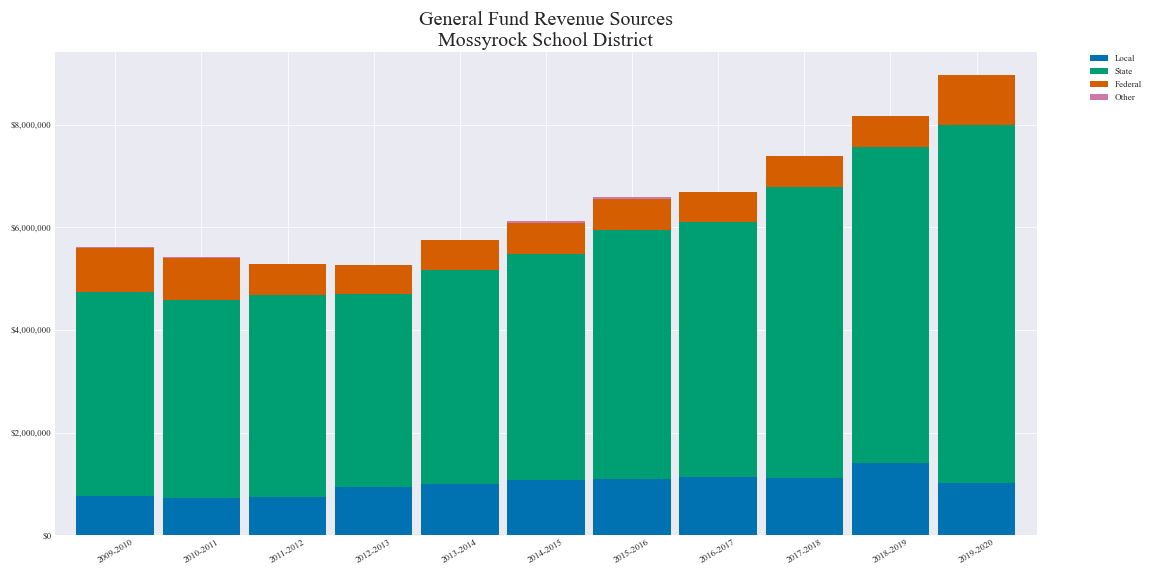 General Fund Revenue Sources
Mossyrock School District
Local
State
Federal
Other
$8,000,000
$6,000,000
$4,000,000
$2,000,000
$0
2009-2010
2010-2011
2011-2012
2012-2013
2013-2014
2014-2015
2015-2016
2016-2017
2017-2018
2018-2019
2019-2020